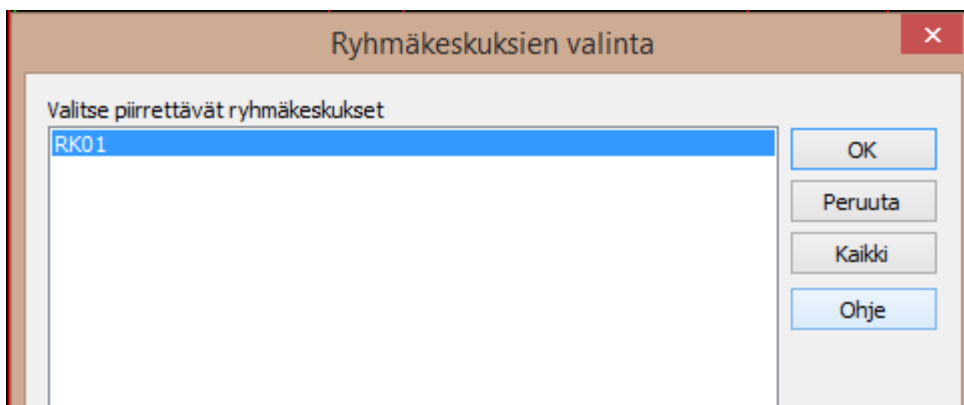 Ryhmäkeskuksien valinta
Valitse piirrettävät ryhmäkeskukset
RK01
OK
Peruuta
Kaikki
Ohje